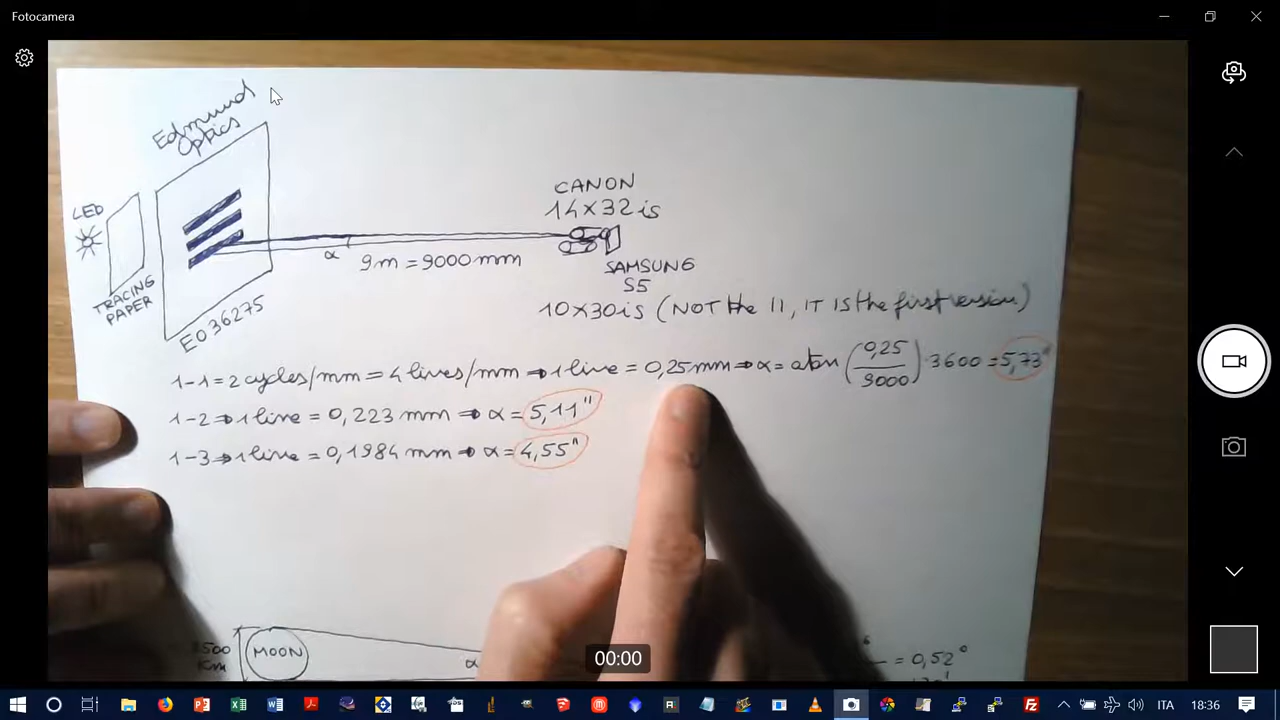 Fotocamera
Edmund
Optics
LED
TRACING
PAPER
EO 36275
α
9m = 9000 mm
CANON
14x32 is
SAMSUNG
S5
10x30 is (NOT the II, IT IS the first version)
1-1 = 2 cycles/mm = 4 lines/mm → 1 line = 0,25 mm → α = atan (0,25/9000) · 3600 = 5,73"
1-2 → 1 line = 0,223 mm → α = 5,11"
1-3 → 1 line = 0,1984 mm → α = 4,55"
MOON
Km
α
= 0,52°
00:00
ITA
18:36